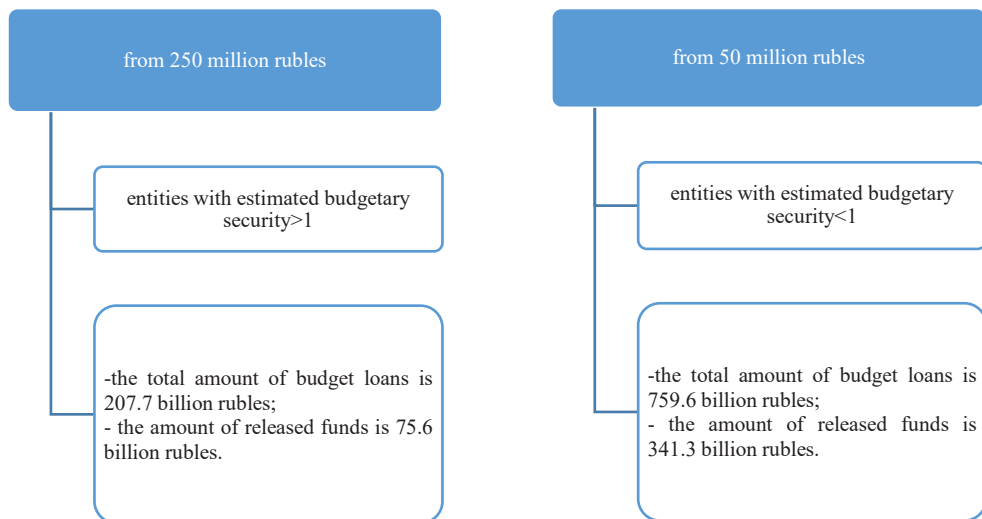 from 250 million rubles
entities with estimated budgetary
security>1
-the total amount of budget loans is
207.7 billion rubles;
- the amount of released funds is 75.6
billion rubles.
from 50 million rubles
entities with estimated budgetary
security<1
-the total amount of budget loans is
759.6 billion rubles;
- the amount of released funds is
341.3 billion rubles.